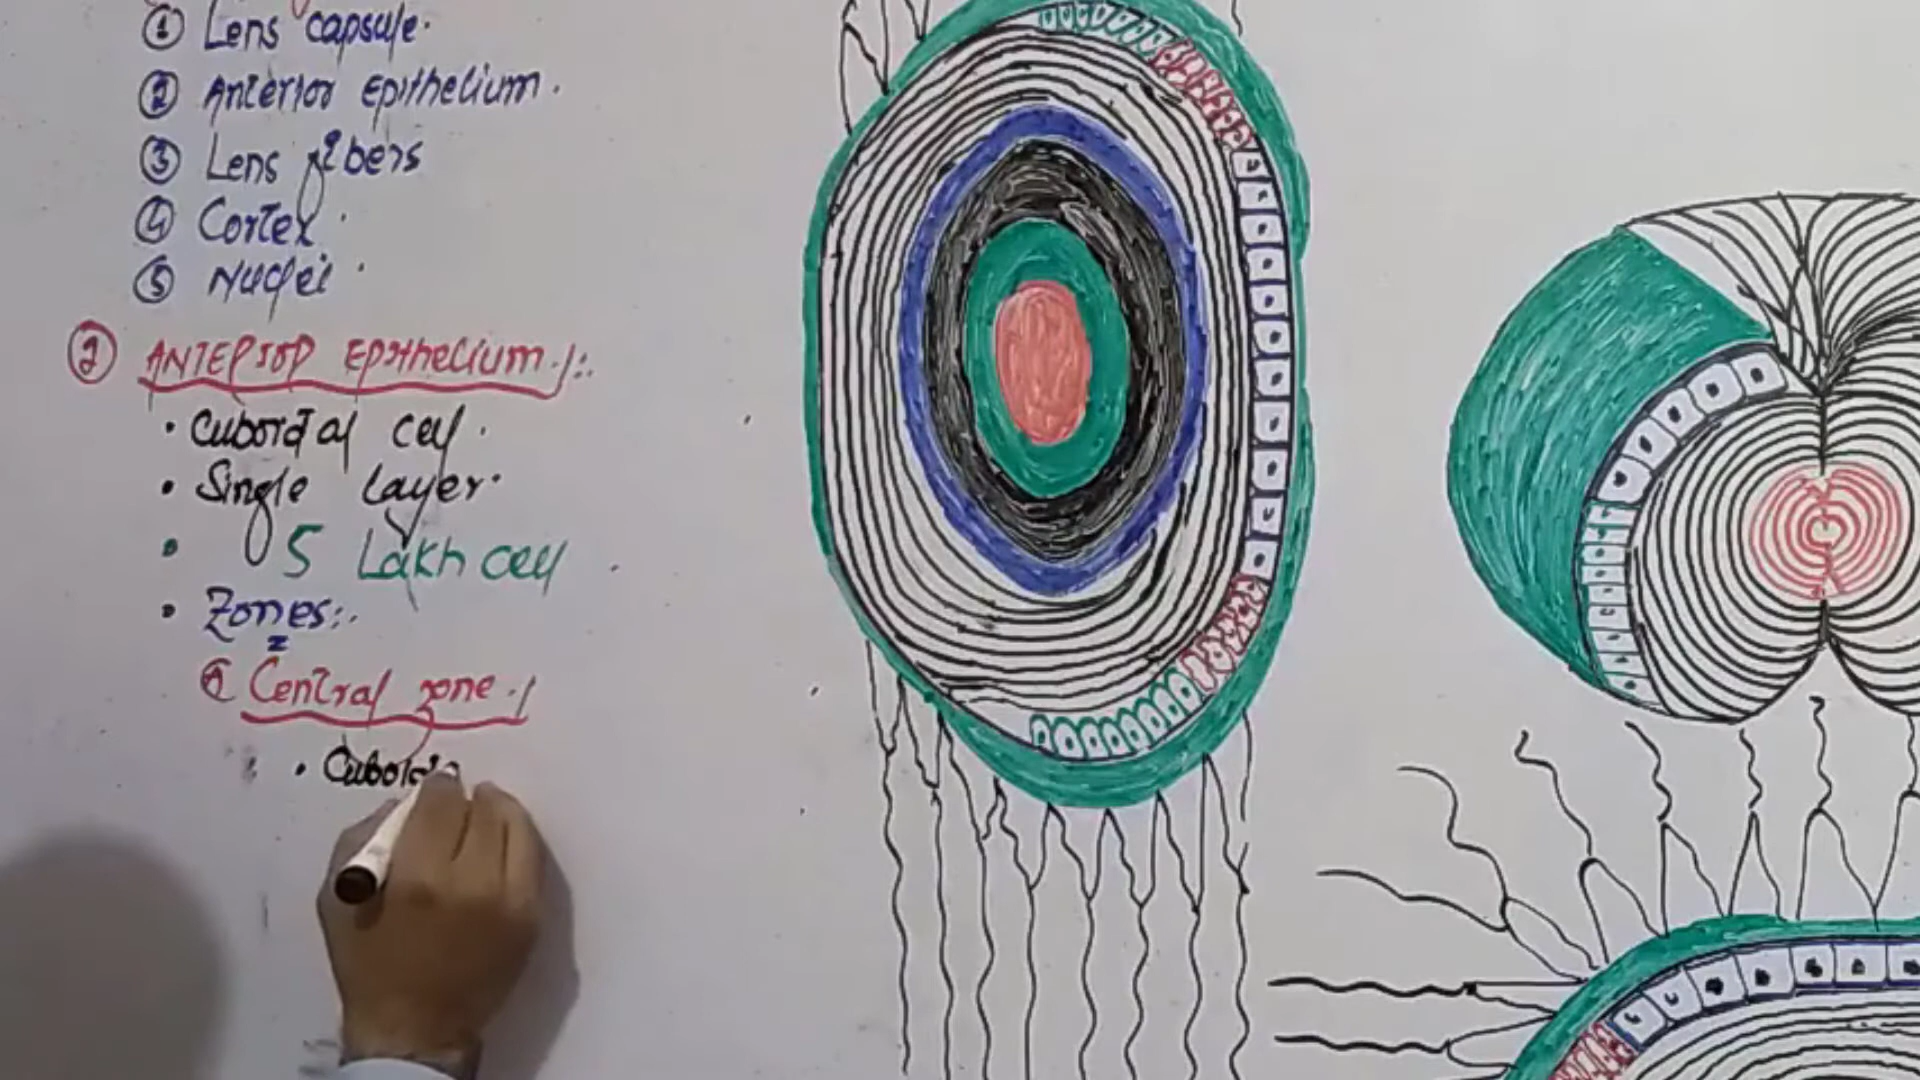 ① Lens capsule.
② Anterior Epithelium.
③ Lens fibers
④ Cortex.
⑤ Nuclei.
② ANTERIOR Epithelium :-
• Cuboidal cell.
• Single Layer.
• 5 Lakh cell
• Zones:-
① Central zone :-
• Cuboida